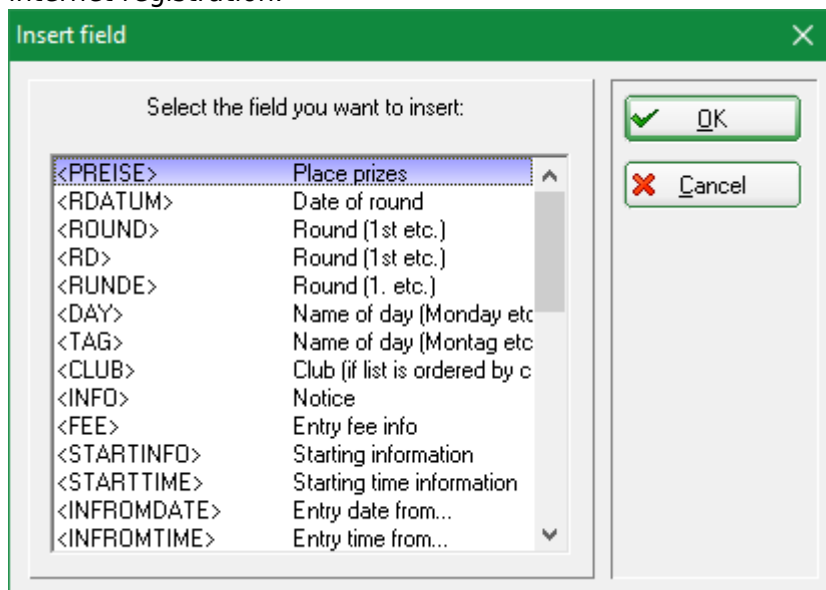 internet registration.
Insert field
Select the field you want to insert:
<PREISE> Place prizes
<RDATUM> Date of round
<ROUND> Round (1st etc.)
<RD> Round (1st etc.)
<RUNDE> Round (1. etc.)
<DAY> Name of day (Monday etc
<TAG> Name of day (Montag etc
<CLUB> Club (if list is ordered by c
<INFO> Notice
<FEE> Entry fee info
<STARTINFO> Starting information
<STARTTIME> Starting time information
<INFROMDATE> Entry date from...
<INFROMTIME> Entry time from...
OK
Cancel